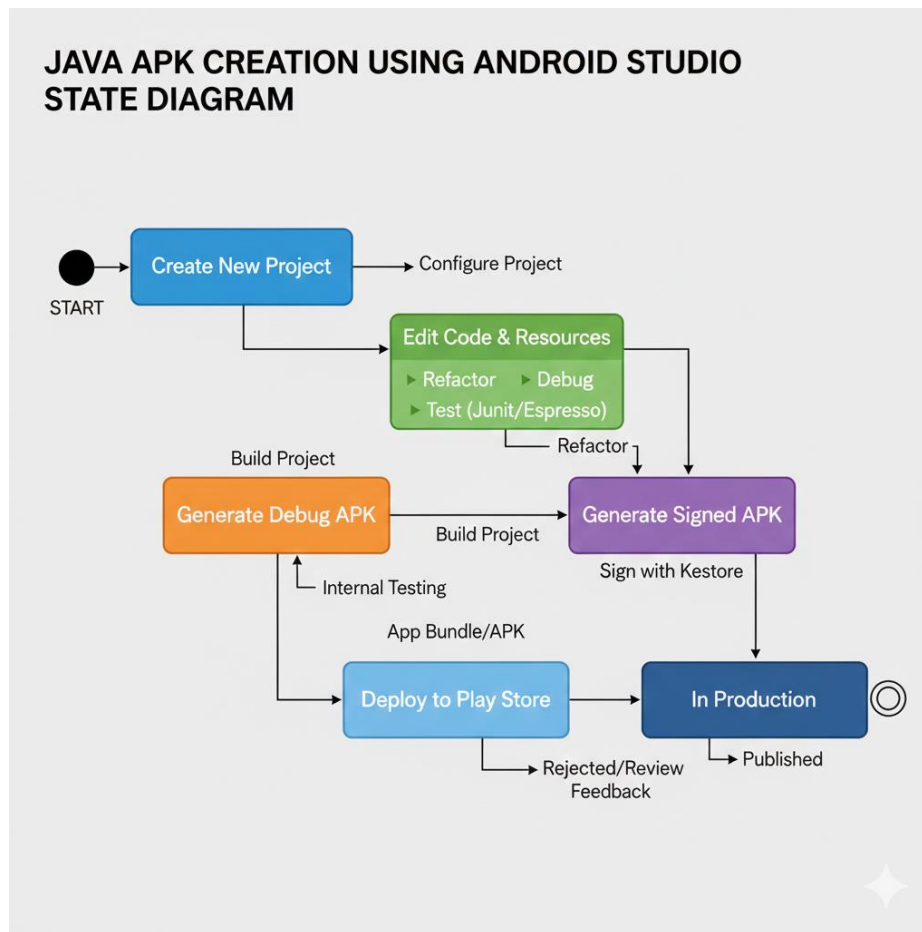 JAVA APK CREATION USING ANDROID STUDIO
STATE DIAGRAM
START
Create New Project
Configure Project
Edit Code & Resources
Refactor
Debug
Test (Junit/Espresso)
Refactor
Build Project
Generate Debug APK
Build Project
Generate Signed APK
Sign with Kestore
Internal Testing
App Bundle/APK
Deploy to Play Store
In Production
Rejected/Review
Feedback
Published